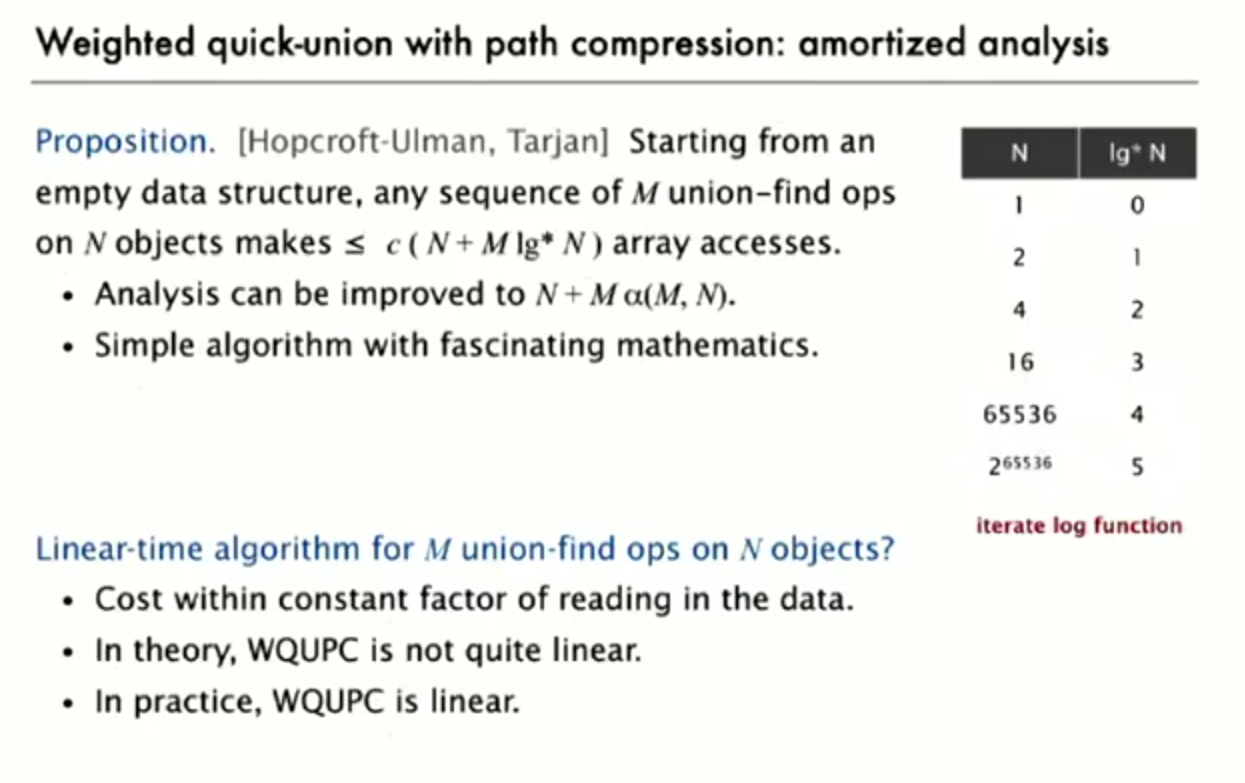 Weighted quick-union with path compression: amortized analysis
Proposition. [Hopcroft-Ulman, Tarjan] Starting from an
empty data structure, any sequence of M union-find ops
on N objects makes ≤ c ( N + M lg* N ) array accesses.
• Analysis can be improved to N + M α(M, N).
• Simple algorithm with fascinating mathematics.
N lg* N
1 0
2 1
4 2
16 3
65536 4
2⁶⁵⁵³⁶ 5
iterate log function
Linear-time algorithm for M union-find ops on N objects?
• Cost within constant factor of reading in the data.
• In theory, WQUPC is not quite linear.
• In practice, WQUPC is linear.